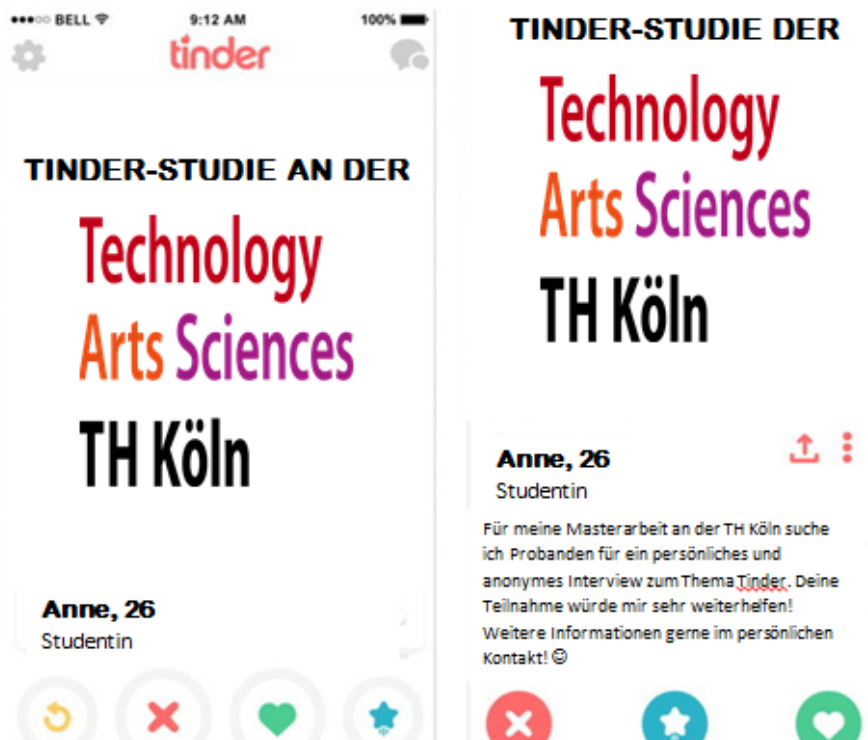 BELL 9:12 AM 100%
tinder
TINDER-STUDIE AN DER
Technology
Arts Sciences
TH Köln
Anne, 26
Studentin
TINDER-STUDIE DER
Technology
Arts Sciences
TH Köln
Anne, 26
Studentin
Für meine Masterarbeit an der TH Köln suche
ich Probanden für ein persönliches und
anonymes Interview zum Thema Tinder. Deine
Teilnahme würde mir sehr weiterhelfen!
Weitere Informationen gerne im persönlichen
Kontakt! ☺